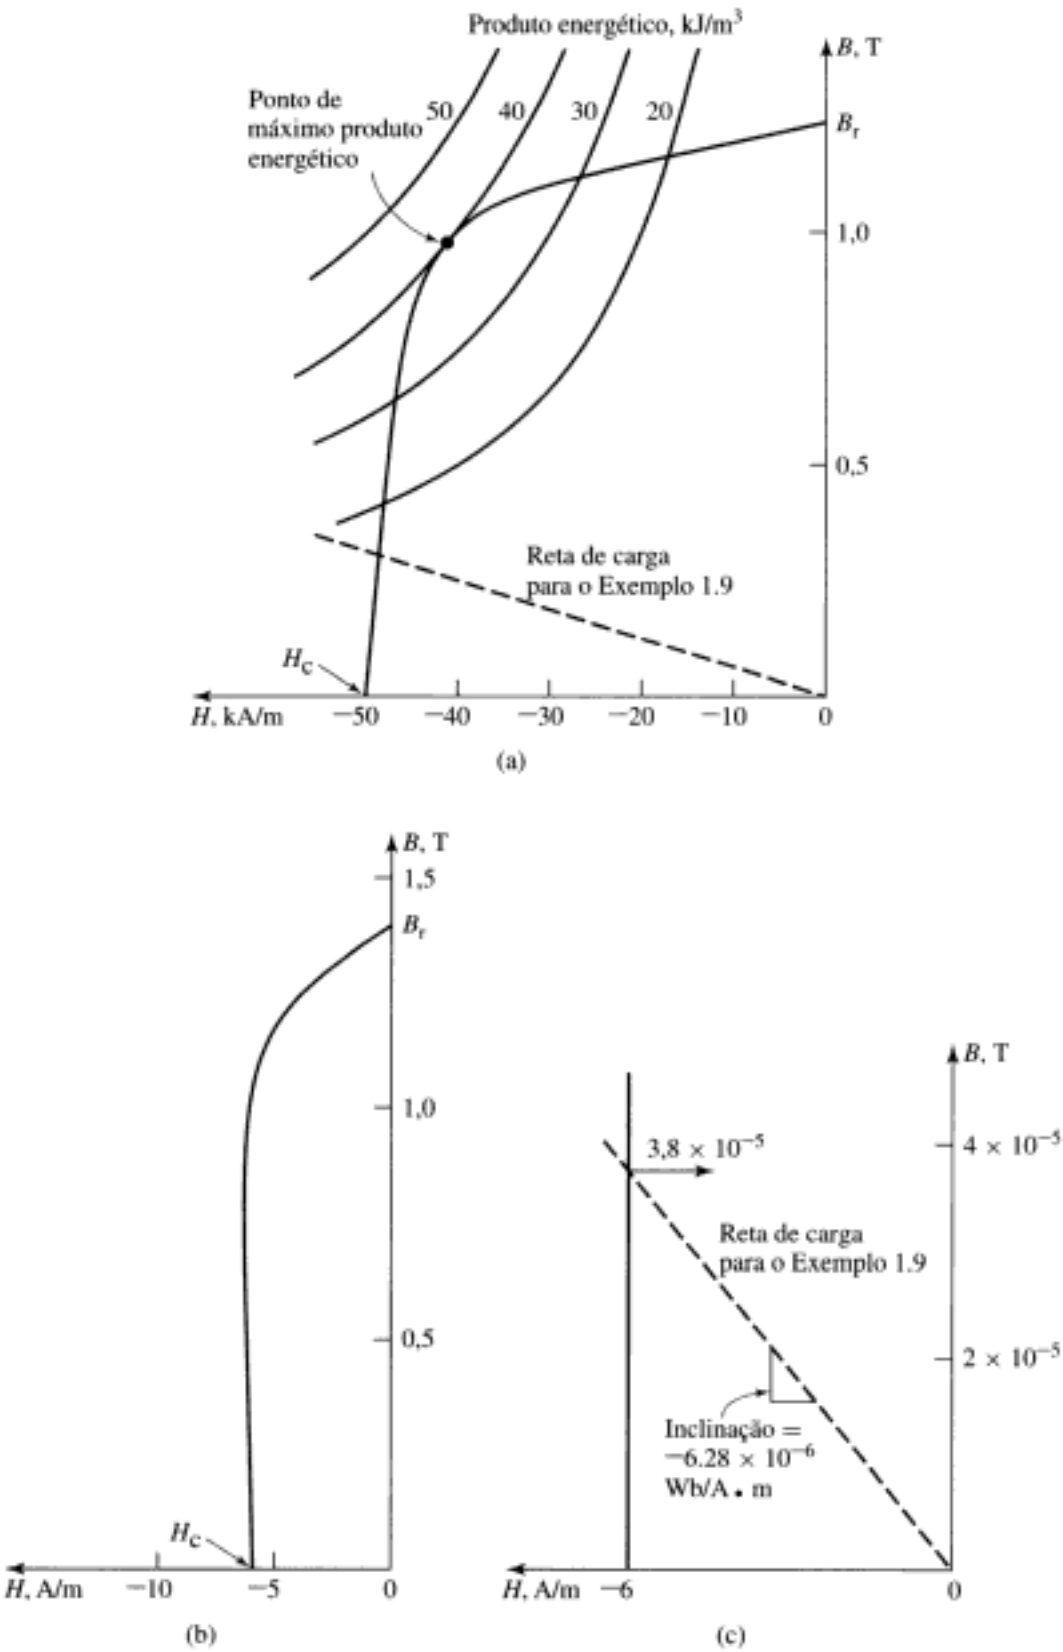 Produto energético, kJ/m³
B, T
Ponto de
máximo produto
energético
50
40
30
20
Bᵣ
1,0
0,5
Reta de carga
para o Exemplo 1.9
H_c
H, kA/m
−50
−40
−30
−20
−10
0
(a)
B, T
1,5
Bᵣ
1,0
0,5
H_c
H, A/m
−10
−5
0
(b)
B, T
4 × 10⁻⁵
3,8 × 10⁻⁵
Reta de carga
para o Exemplo 1.9
2 × 10⁻⁵
Inclinação =
−6.28 × 10⁻⁶
Wb/A • m
H, A/m
−6
0
(c)